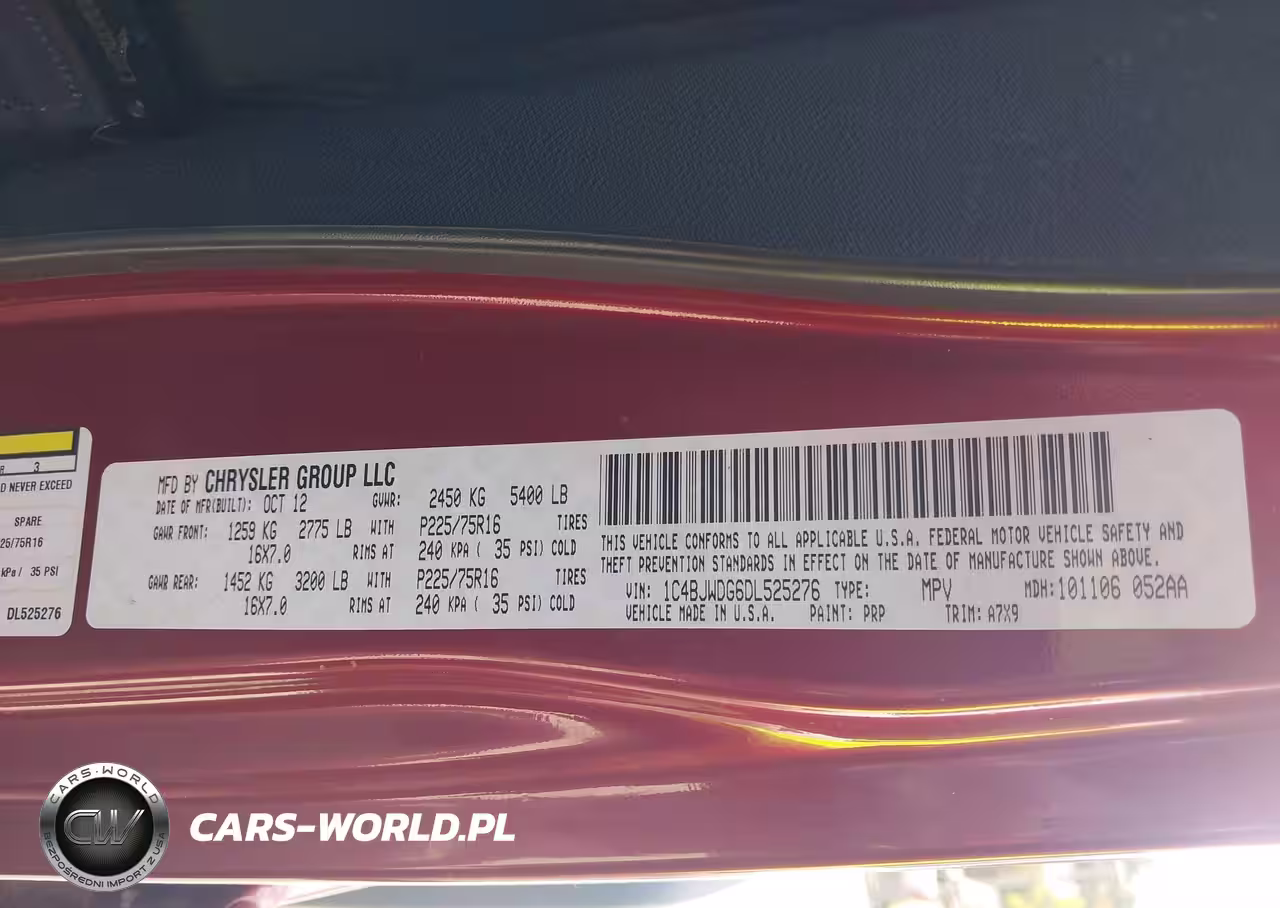 3
D NEVER EXCEED
SPARE
25/75R16
kPa / 35 PSI
DL525276
MFD BY CHRYSLER GROUP LLC
DATE OF MFR(BUILT): OCT 12 GVWR: 2450 KG 5400 LB
GAWR FRONT: 1259 KG 2775 LB WITH P225/75R16 TIRES
16X7.0 RIMS AT 240 KPA ( 35 PSI) COLD
GAWR REAR: 1452 KG 3200 LB WITH P225/75R16 TIRES
16X7.0 RIMS AT 240 KPA ( 35 PSI) COLD
THIS VEHICLE CONFORMS TO ALL APPLICABLE U.S.A. FEDERAL MOTOR VEHICLE SAFETY AND
THEFT PREVENTION STANDARDS IN EFFECT ON THE DATE OF MANUFACTURE SHOWN ABOVE.
VIN: 1C4BJWDG6DL525276 TYPE: MPV MDH: 101106 052AA
VEHICLE MADE IN U.S.A. PAINT: PRP TRIM: A7X9
CARS-WORLD
CW
BEZPOŚREDNI IMPORT Z USA
CARS-WORLD.PL